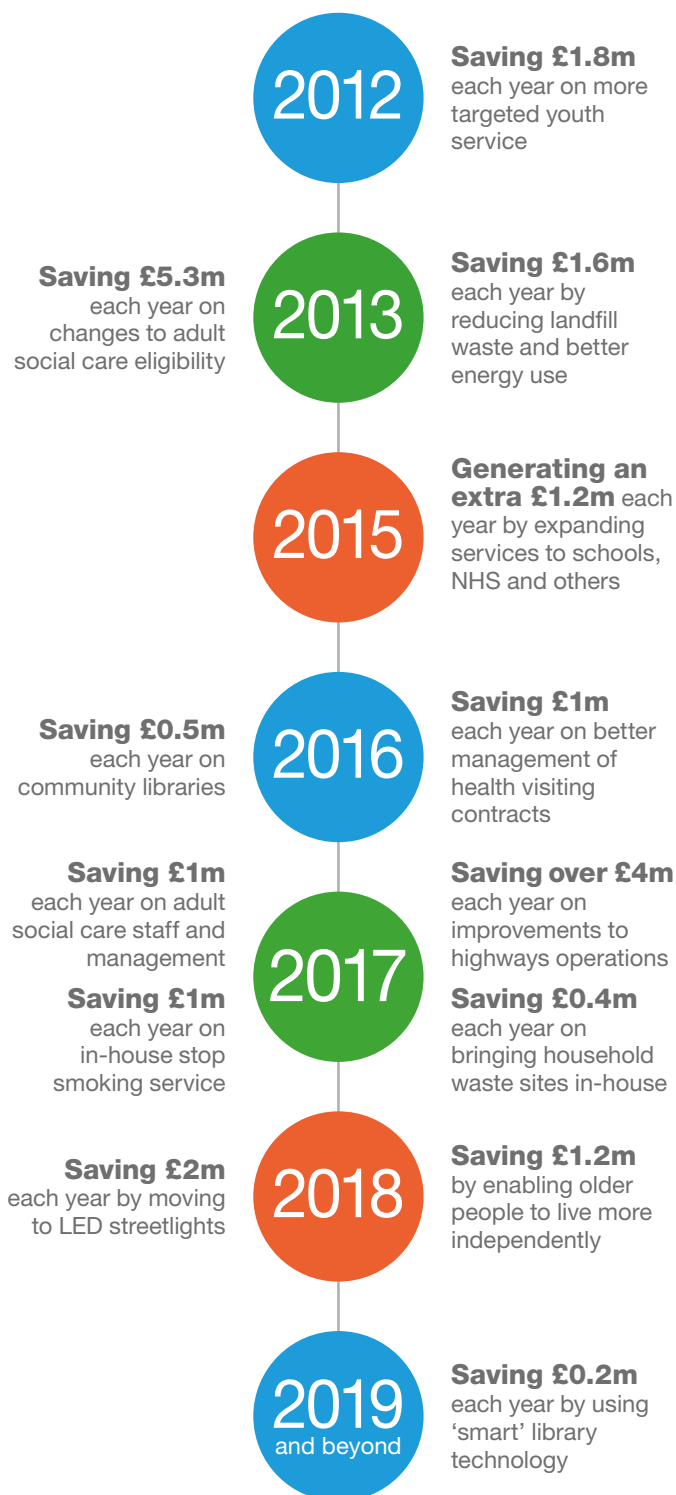 2012
Saving £1.8m
each year on more
targeted youth
service
Saving £5.3m
each year on
changes to adult
social care eligibility
2013
Saving £1.6m
each year by
reducing landfill
waste and better
energy use
2015
Generating an
extra £1.2m each
year by expanding
services to schools,
NHS and others
Saving £0.5m
each year on
community libraries
2016
Saving £1m
each year on better
management of
health visiting
contracts
Saving £1m
each year on adult
social care staff and
management
Saving £1m
each year on
in-house stop
smoking service
2017
Saving over £4m
each year on
improvements to
highways operations
Saving £0.4m
each year on
bringing household
waste sites in-house
Saving £2m
each year by moving
to LED streetlights
2018
Saving £1.2m
by enabling older
people to live more
independently
2019
and beyond
Saving £0.2m
each year by using
‘smart’ library
technology